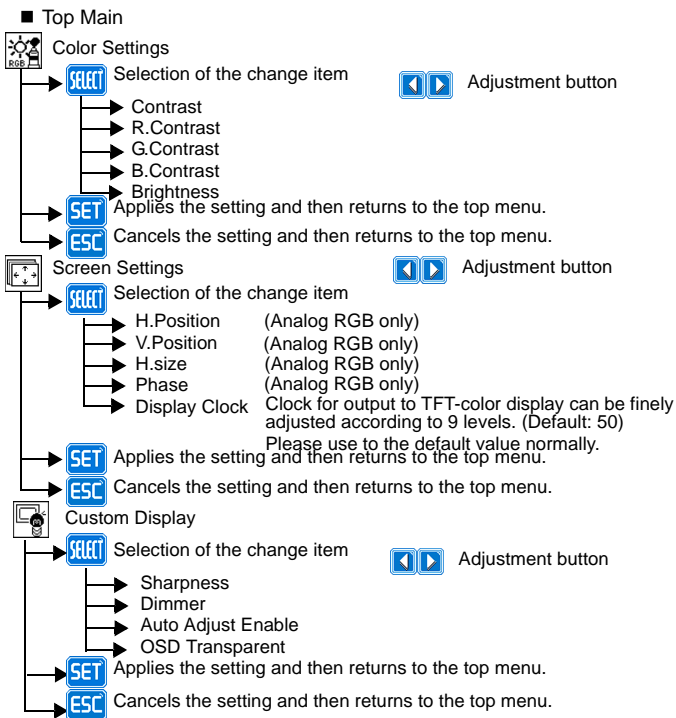 ■ Top Main
RGB
Color Settings
SELECT Selection of the change item
Adjustment button
Contrast
R.Contrast
G.Contrast
B.Contrast
Brightness
SET Applies the setting and then returns to the top menu.
ESC Cancels the setting and then returns to the top menu.
Screen Settings
Adjustment button
SELECT Selection of the change item
H.Position (Analog RGB only)
V.Position (Analog RGB only)
H.size (Analog RGB only)
Phase (Analog RGB only)
Display Clock Clock for output to TFT-color display can be finely
adjusted according to 9 levels. (Default: 50)
Please use to the default value normally.
SET Applies the setting and then returns to the top menu.
ESC Cancels the setting and then returns to the top menu.
Custom Display
SELECT Selection of the change item
Adjustment button
Sharpness
Dimmer
Auto Adjust Enable
OSD Transparent
SET Applies the setting and then returns to the top menu.
ESC Cancels the setting and then returns to the top menu.